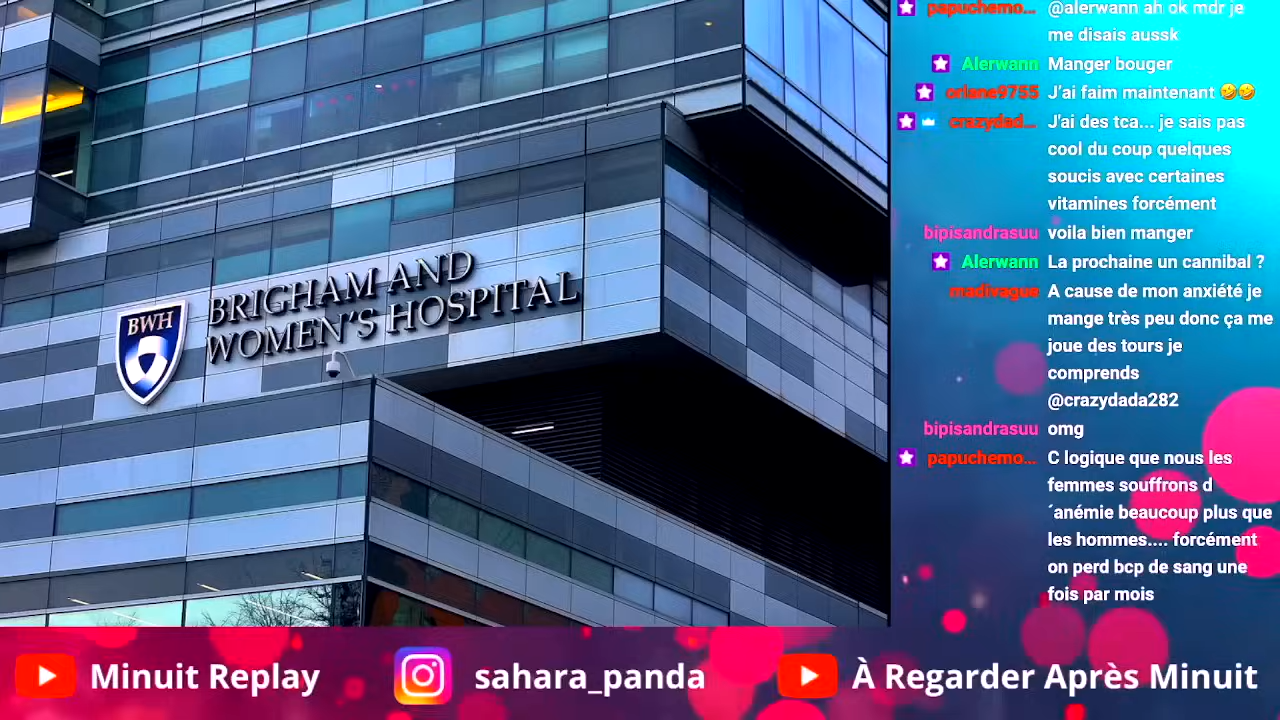 BWH
BRIGHAM AND
WOMEN'S HOSPITAL
papuchemo... @alerwann ah ok mdr je
me disais aussk
Alerwann Manger bouger
orlane9755 J'ai faim maintenant 🤣🤣
crazydad... J'ai des tca... je sais pas
cool du coup quelques
soucis avec certaines
vitamines forcément
bipisandrasuu voila bien manger
Alerwann La prochaine un cannibal ?
madivague A cause de mon anxiété je
mange très peu donc ça me
joue des tours je
comprends
@crazydada282
bipisandrasuu omg
papuchemo... C logique que nous les
femmes souffrons d
´anémie beaucoup plus que
les hommes.... forcément
on perd bcp de sang une
fois par mois
Minuit Replay
sahara_panda
À Regarder Après Minuit